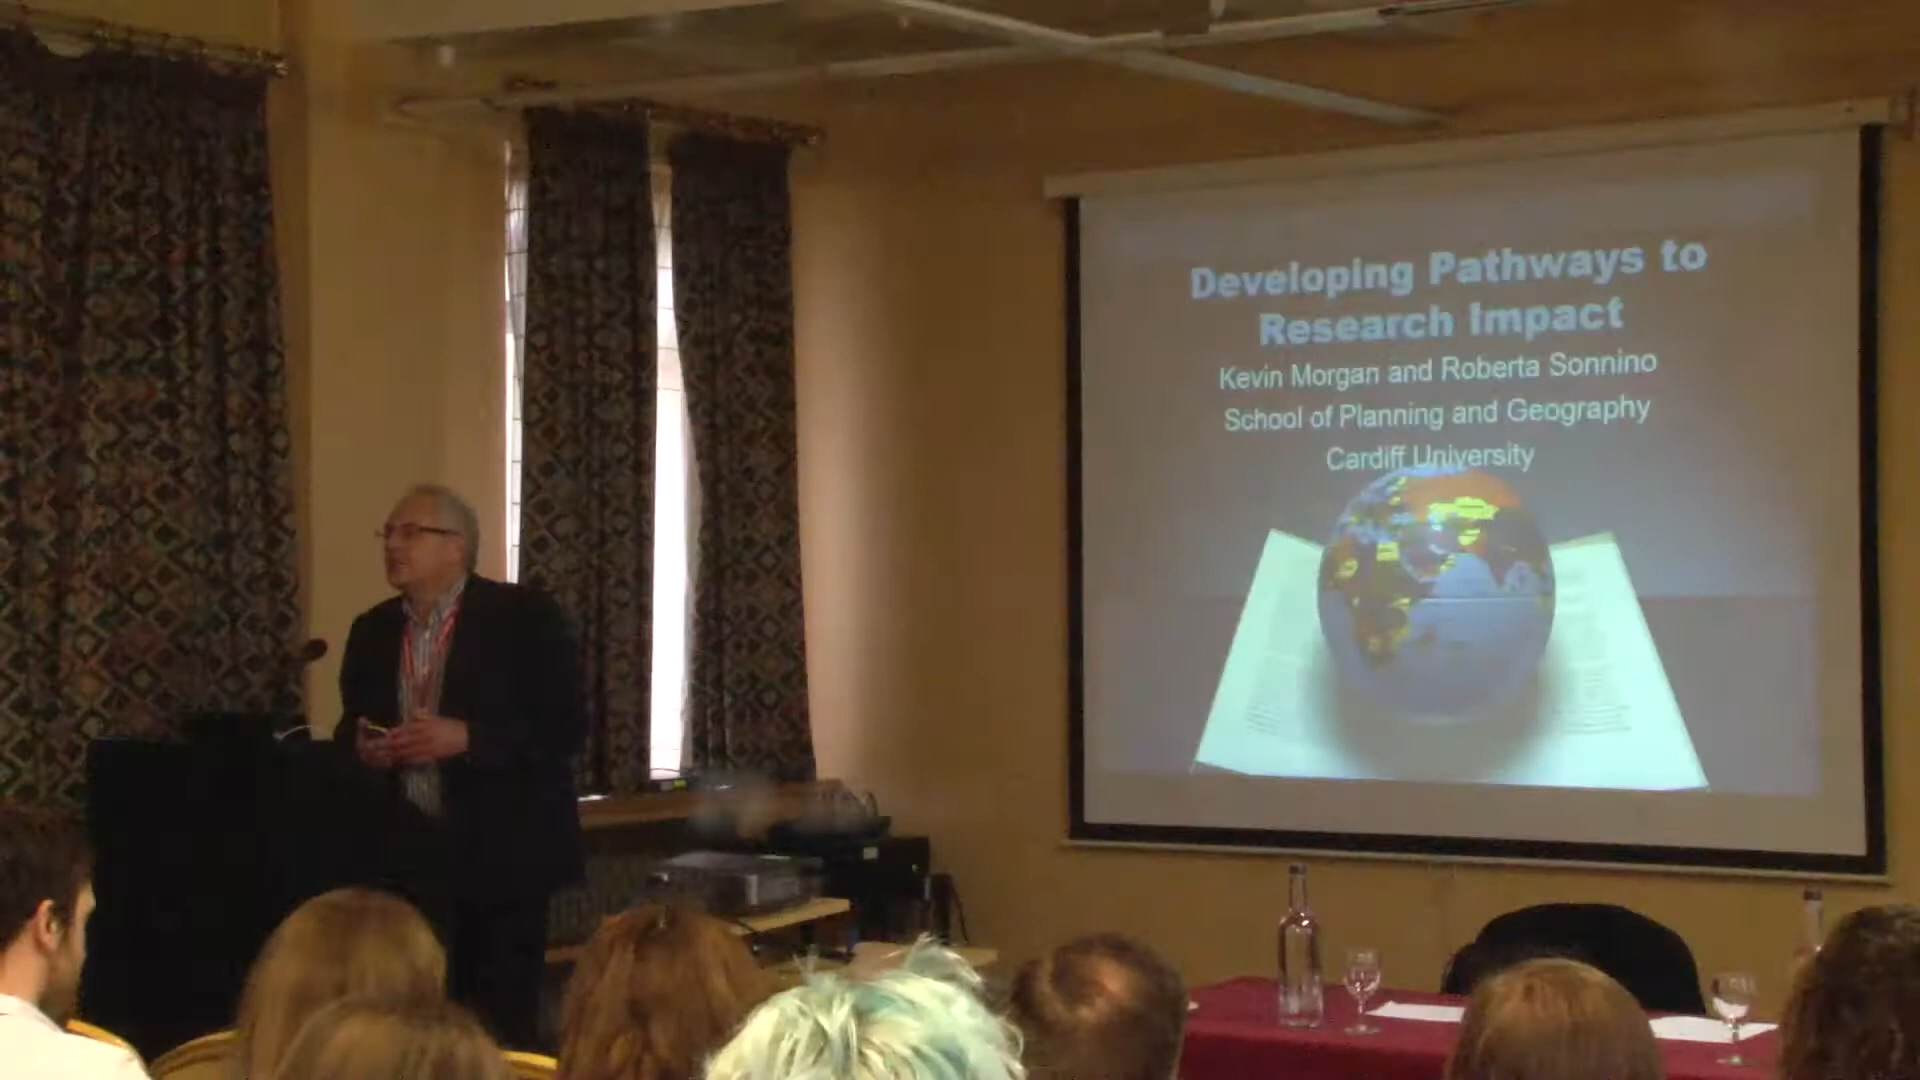 Developing Pathways to
Research Impact
Kevin Morgan and Roberta Sonnino
School of Planning and Geography
Cardiff University